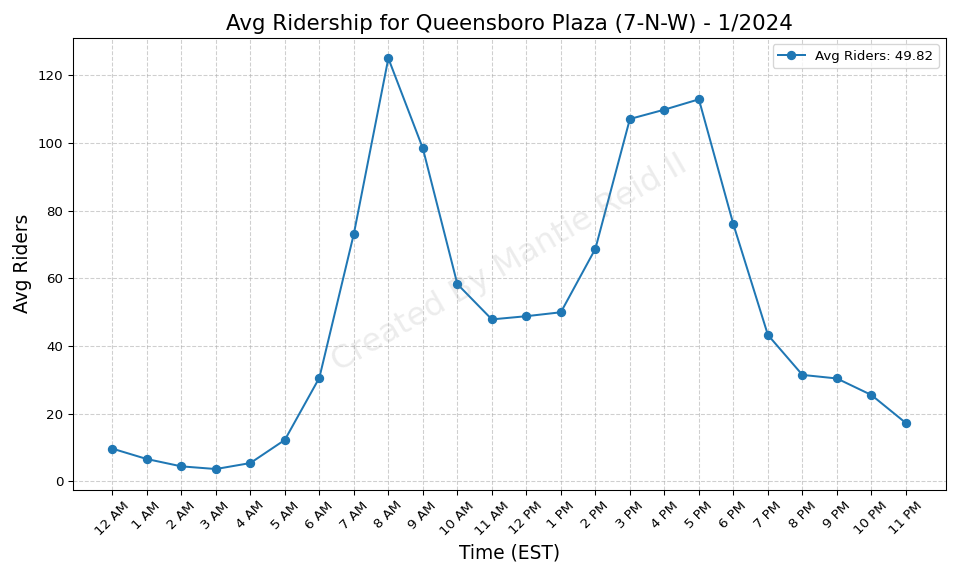 Avg Ridership for Queensboro Plaza (7-N-W) - 1/2024
Avg Riders: 49.82
Avg Riders
120
100
80
60
40
20
0
Created By Mantle Reid II
12 AM
1 AM
2 AM
3 AM
4 AM
5 AM
6 AM
7 AM
8 AM
9 AM
10 AM
11 AM
12 PM
1 PM
2 PM
3 PM
4 PM
5 PM
6 PM
7 PM
8 PM
9 PM
10 PM
11 PM
Time (EST)